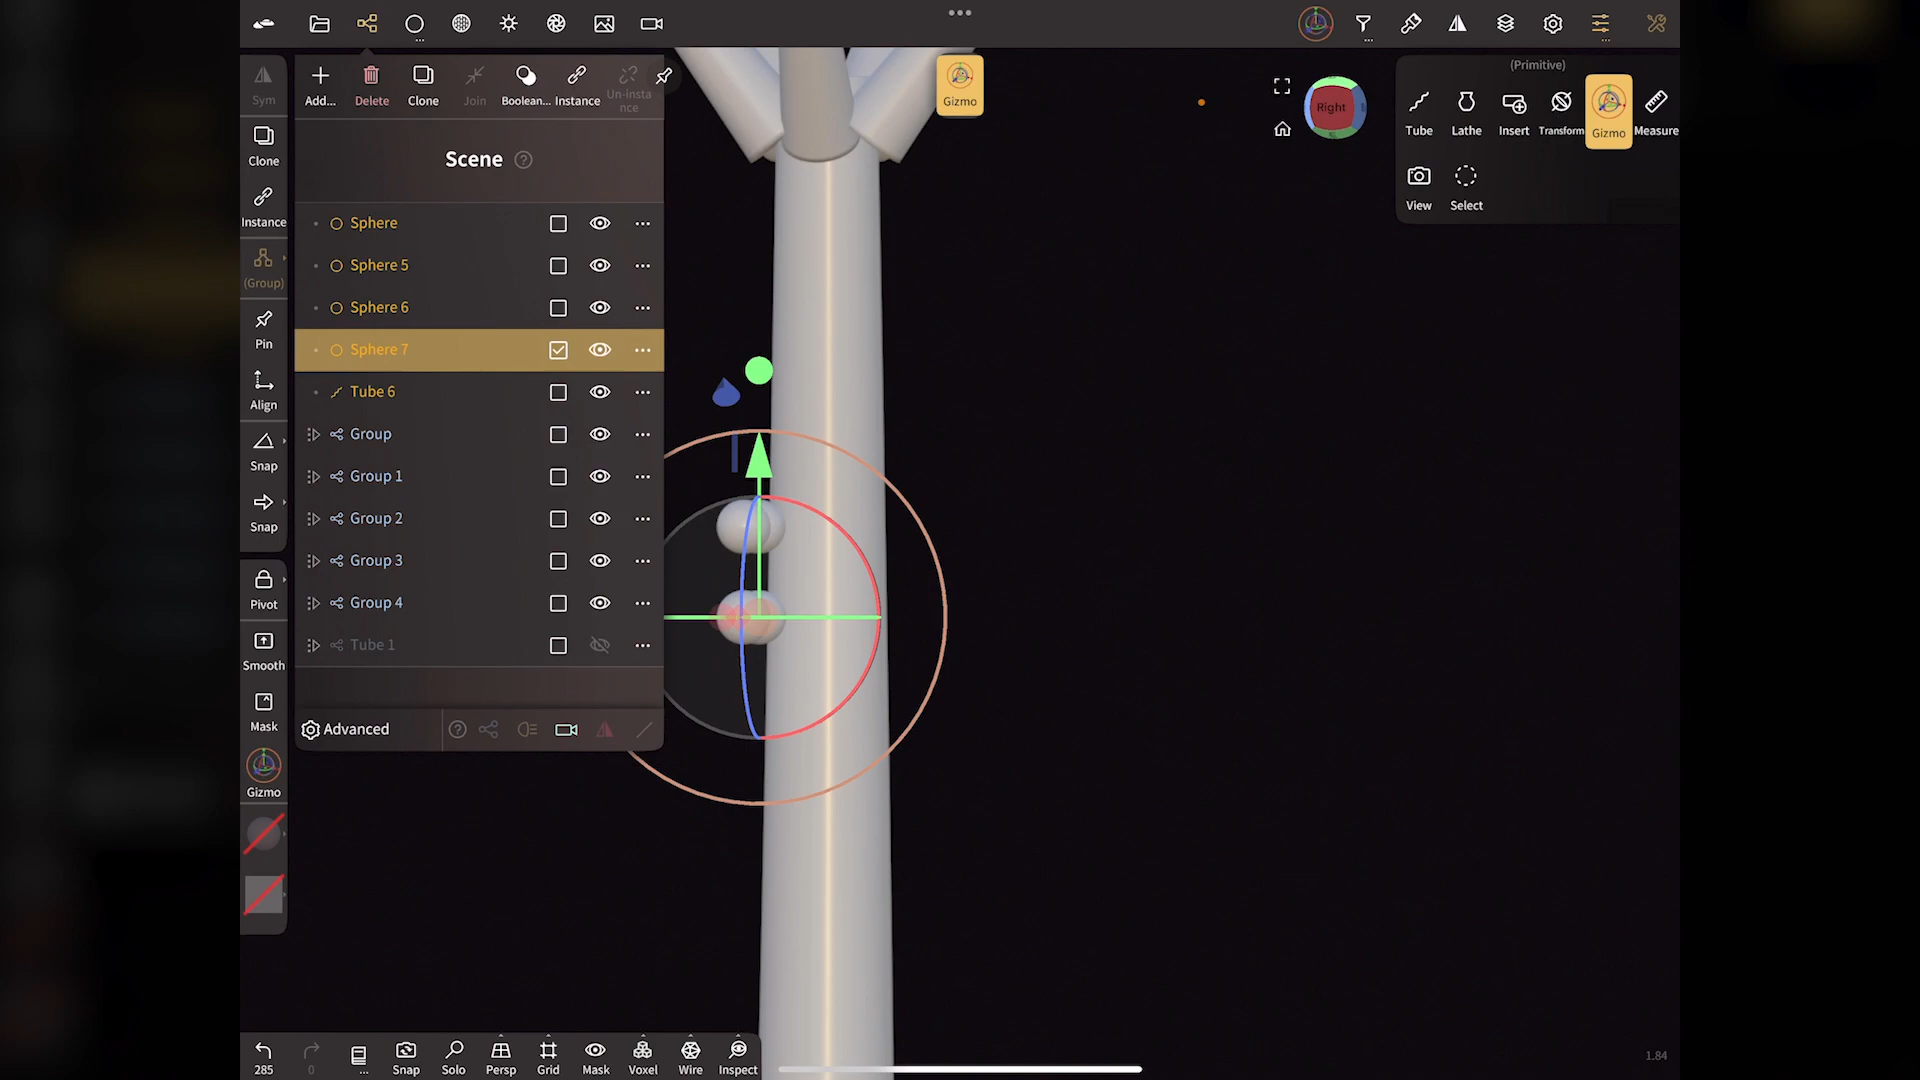 Add...
Delete
Clone
Join
Boolean...
Instance
Un-insta
nce
Scene
Sphere
Sphere 5
Sphere 6
Sphere 7
Tube 6
Group
Group 1
Group 2
Group 3
Group 4
Tube 1
Advanced
Sym
Clone
Instance
(Group)
Pin
Align
Snap
Snap
Pivot
Smooth
Mask
Gizmo
Gizmo
Right
(Primitive)
Tube
Lathe
Insert
Transform
Gizmo
Measure
View
Select
285
0
...
Snap
Solo
Persp
Grid
Mask
Voxel
Wire
Inspect
1.84